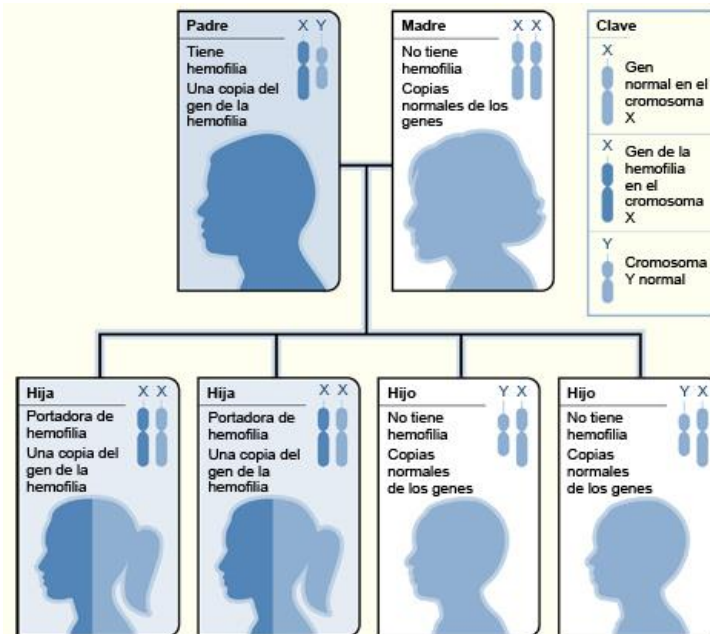 Padre
X Y
Tiene
hemofilia
Una copia del
gen de la
hemofilia
Madre
X X
No tiene
hemofilia
Copias
normales de los
genes
Clave
X
Gen
normal en el
cromosoma
X
X
Gen de la
hemofilia
en el
cromosoma
X
Y
Cromosoma
Y normal
Hija
X X
Portadora de
hemofilia
Una copia del
gen de la
hemofilia
Hija
X X
Portadora de
hemofilia
Una copia del
gen de la
hemofilia
Hijo
Y X
No tiene
hemofilia
Copias
normales
de los genes
Hijo
Y X
No tiene
hemofilia
Copias
normales
de los genes